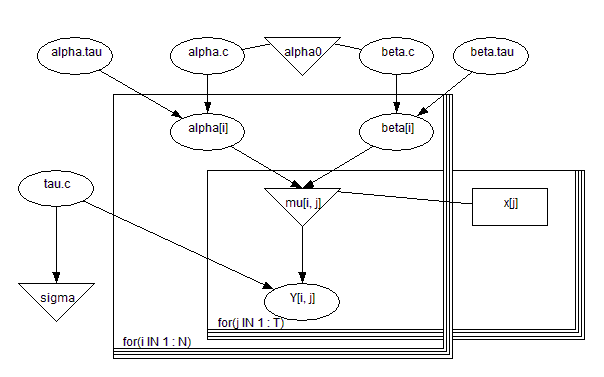 alpha.tau
alpha.c
alpha0
beta.c
beta.tau
alpha[i]
beta[i]
tau.c
mu[i, j]
x[j]
sigma
Y[i, j]
for(j IN 1 : T)
for(i IN 1 : N)